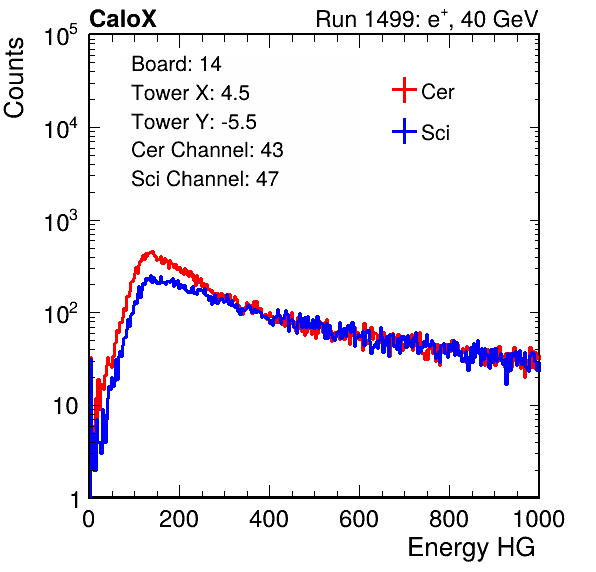 CaloX Run 1499: e⁺, 40 GeV
Counts
10⁵
10⁴
10³
10²
10
1
Board: 14
Tower X: 4.5
Tower Y: -5.5
Cer Channel: 43
Sci Channel: 47
Cer
Sci
0 200 400 600 800 1000
Energy HG